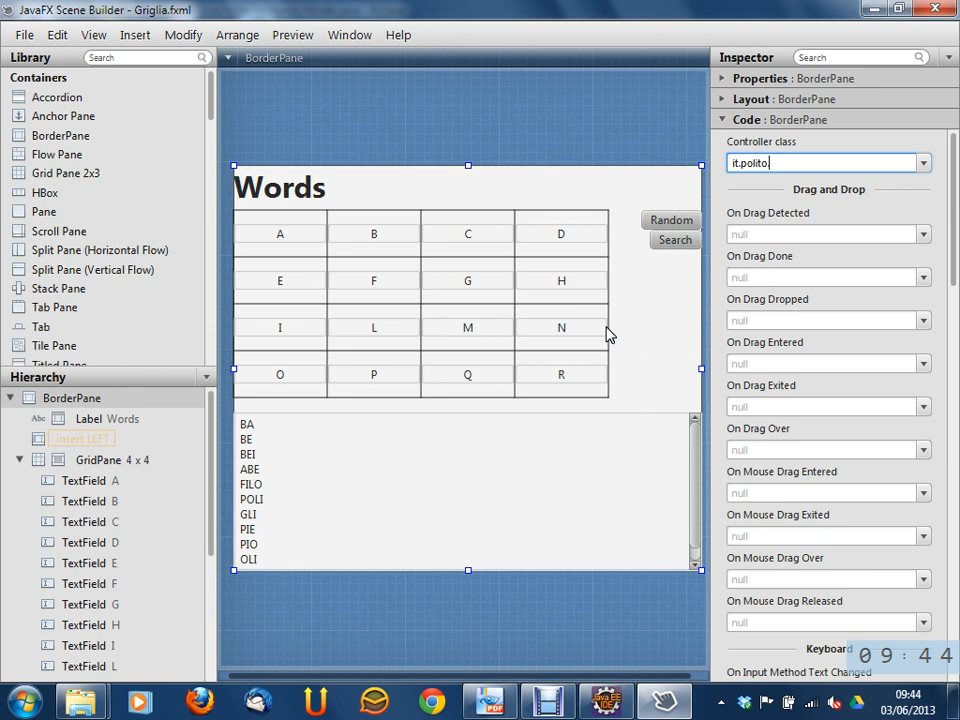 JavaFX Scene Builder - Griglia.fxml
File Edit View Insert Modify Arrange Preview Window Help
Library Search
BorderPane
Inspector Search
Containers
Accordion
Anchor Pane
BorderPane
Flow Pane
Grid Pane 2x3
HBox
Pane
Scroll Pane
Split Pane (Horizontal Flow)
Split Pane (Vertical Flow)
Stack Pane
Tab Pane
Tab
Tile Pane
Titled Pane
Hierarchy
BorderPane
Abc Label Words
insert LEFT
GridPane 4 x 4
TextField A
TextField B
TextField C
TextField D
TextField E
TextField F
TextField G
TextField H
TextField I
TextField L
Words
A B C D
E F G H
I L M N
O P Q R
Random
Search
BA
BE
BEI
ABE
FILO
POLI
GLI
PIE
PIO
OLI
Properties : BorderPane
Layout : BorderPane
Code : BorderPane
Controller class
it.polito.
Drag and Drop
On Drag Detected
null
On Drag Done
null
On Drag Dropped
null
On Drag Entered
null
On Drag Exited
null
On Drag Over
null
On Mouse Drag Entered
null
On Mouse Drag Exited
null
On Mouse Drag Over
null
On Mouse Drag Released
null
Keyboard
On Input Method Text Changed
09:44
PDF
Java EE
IDE
09:44
03/06/2013